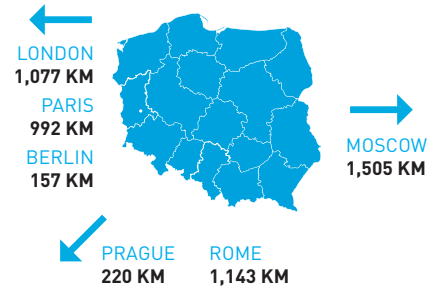 LONDON
1,077 KM
PARIS
992 KM
BERLIN
157 KM
MOSCOW
1,505 KM
PRAGUE
220 KM
ROME
1,143 KM